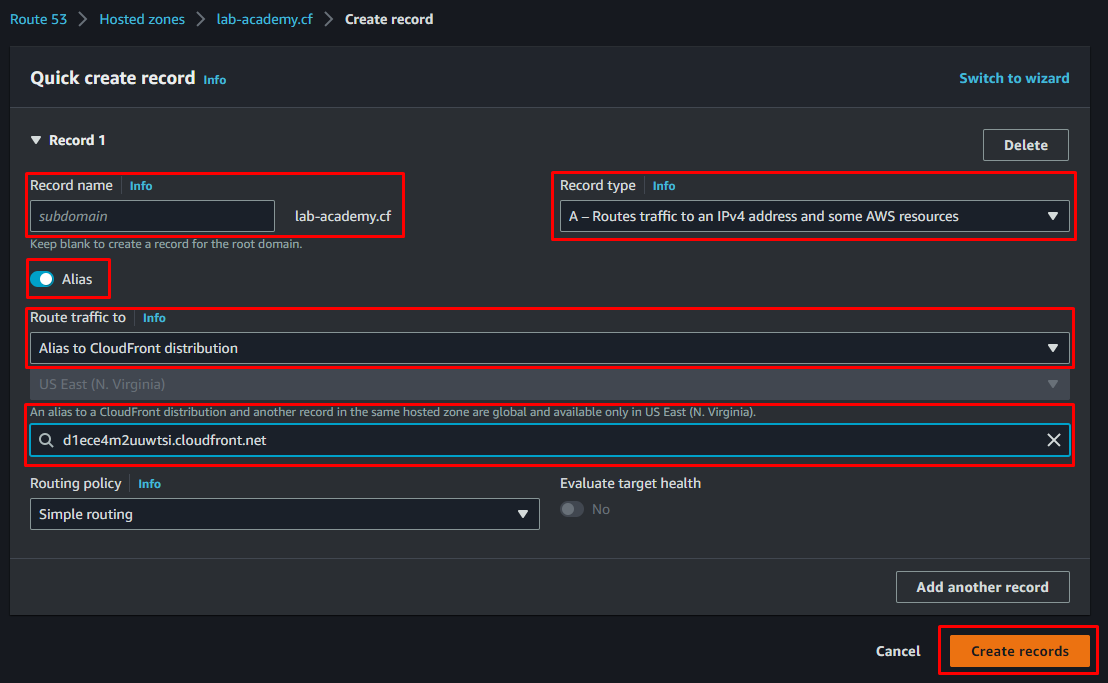 Route 53 > Hosted zones > lab-academy.cf > Create record
Quick create record Info
Switch to wizard
Record 1
Delete
Record name Info
subdomain
lab-academy.cf
Keep blank to create a record for the root domain.
Record type Info
A – Routes traffic to an IPv4 address and some AWS resources
Alias
Route traffic to Info
Alias to CloudFront distribution
US East (N. Virginia)
An alias to a CloudFront distribution and another record in the same hosted zone are global and available only in US East (N. Virginia).
d1ece4m2uuwtsi.cloudfront.net
Routing policy Info
Simple routing
Evaluate target health
No
Add another record
Cancel
Create records